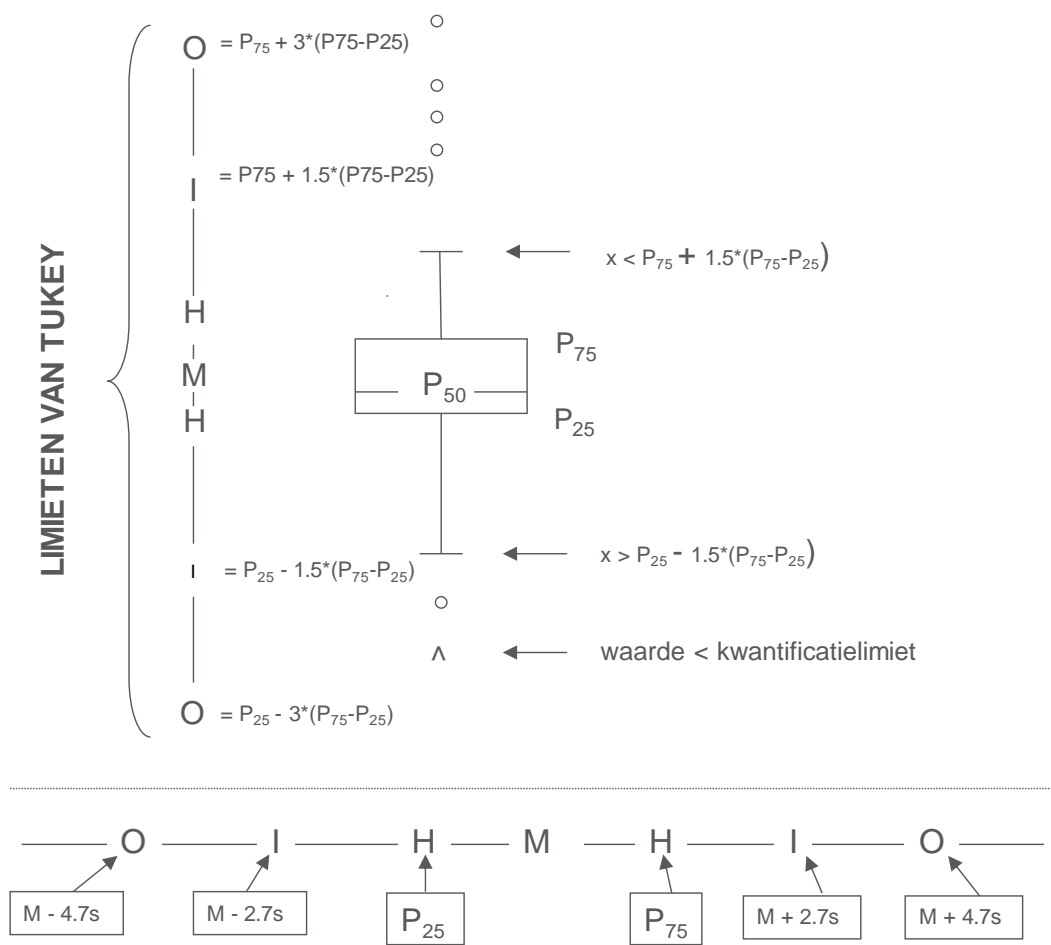 O = P75 + 3*(P75-P25)
I = P75 + 1.5*(P75-P25)
LIMIETEN VAN TUKEY
x < P75 + 1.5*(P75-P25)
H
P75
M
P50
H
P25
I = P25 - 1.5*(P75-P25)
x > P25 - 1.5*(P75-P25)
^ waarde < kwantificatielimiet
O = P25 - 3*(P75-P25)
O I H M H I O
M - 4.7s M - 2.7s P25 P75 M + 2.7s M + 4.7s